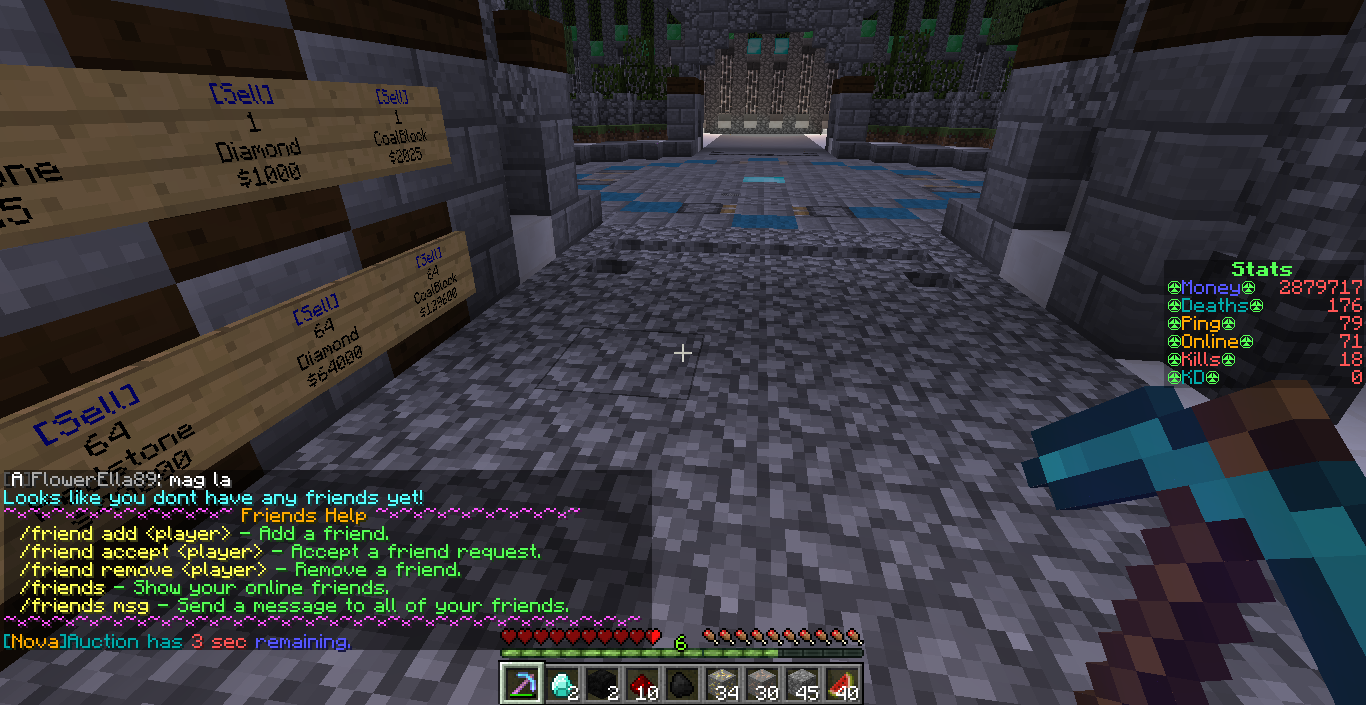 [Sell]
1
Diamond
$1000
[Sell]
1
CoalBlock
$2025
[Sell]
64
$
[Sell]
64
Diamond
$64000
[Sell]
64
CoalBlock
$129600
Stats
Money 2879717
Deaths 176
Ping 79
Online 71
Kills 18
KD 0
[A]FlowerElla89: mag la
Looks like you dont have any friends yet!
Friends Help
/friend add <player> - Add a friend.
/friend accept <player> - Accept a friend request.
/friend remove <player> - Remove a friend.
/friends - Show your online friends.
/friends msg - Send a message to all of your friends.
[Nova]Auction has 3 sec remaining.
6
2
2
10
34
30
45
40